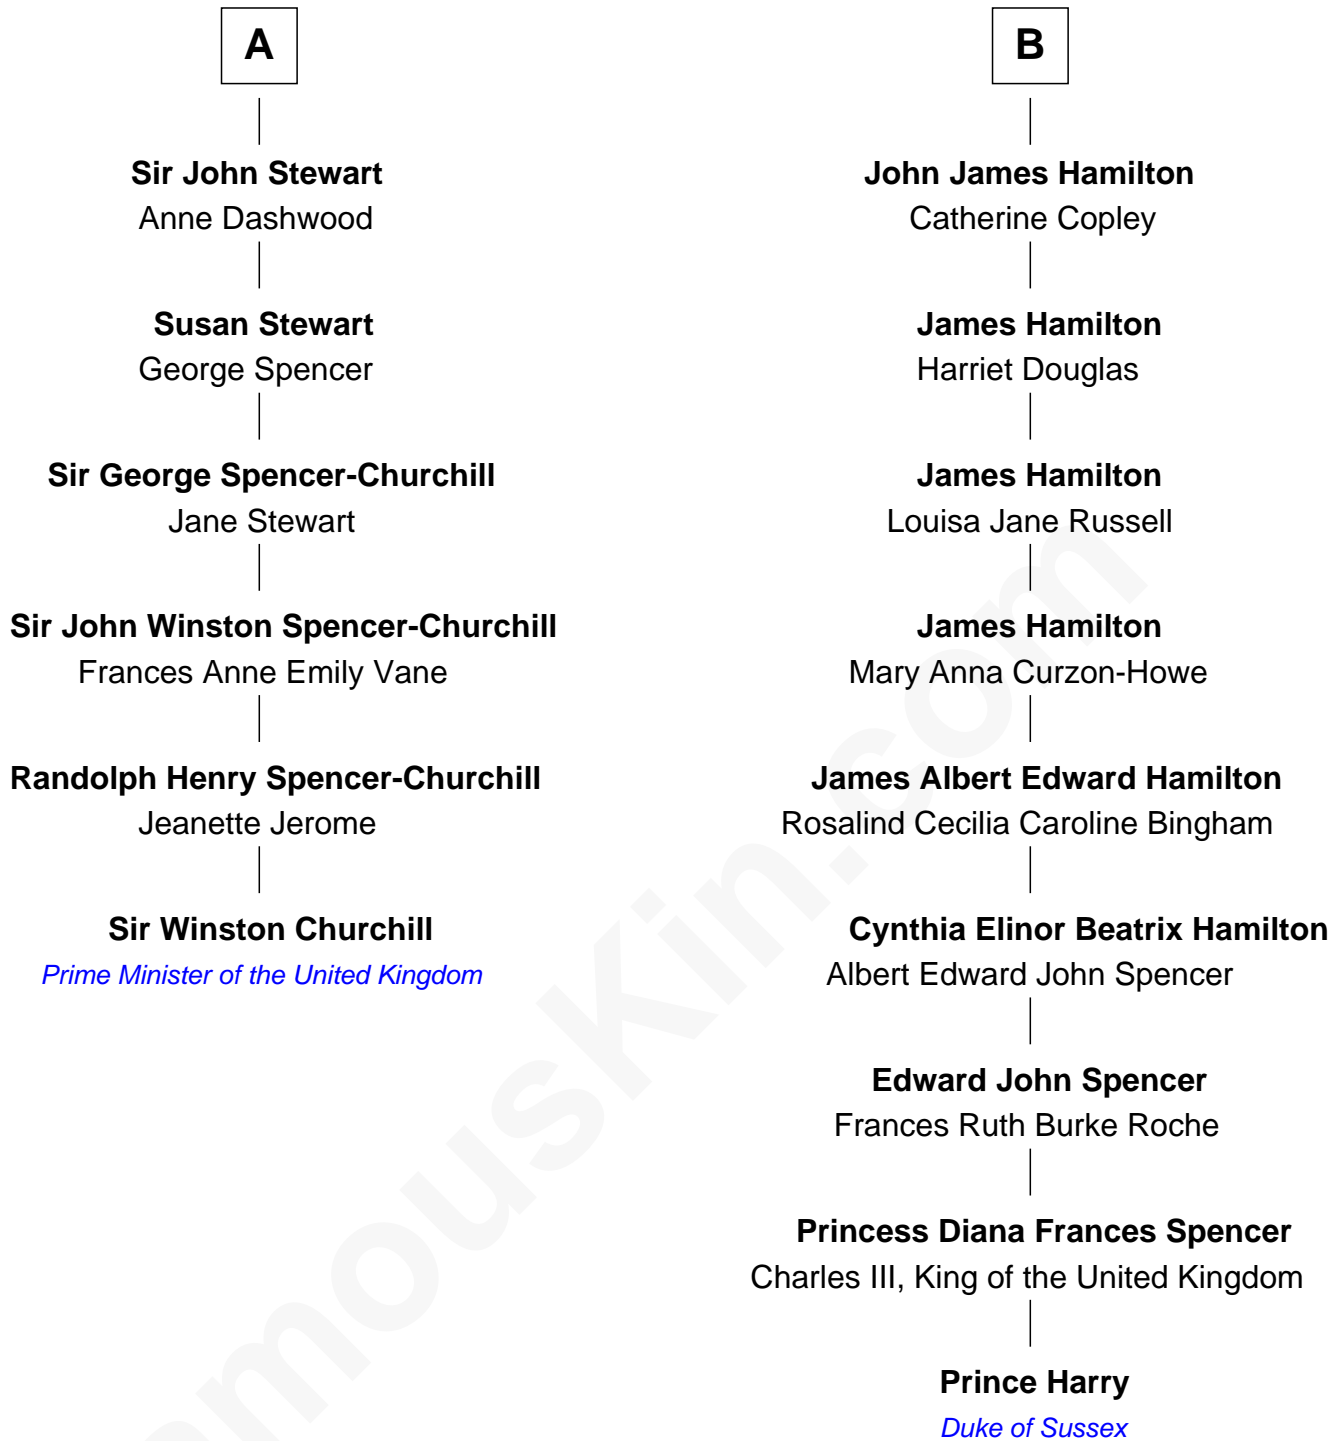 A
Sir John Stewart
Anne Dashwood
Susan Stewart
George Spencer
Sir George Spencer-Churchill
Jane Stewart
Sir John Winston Spencer-Churchill
Frances Anne Emily Vane
Randolph Henry Spencer-Churchill
Jeanette Jerome
Sir Winston Churchill
Prime Minister of the United Kingdom
B
John James Hamilton
Catherine Copley
James Hamilton
Harriet Douglas
James Hamilton
Louisa Jane Russell
James Hamilton
Mary Anna Curzon-Howe
James Albert Edward Hamilton
Rosalind Cecilia Caroline Bingham
Cynthia Elinor Beatrix Hamilton
Albert Edward John Spencer
Edward John Spencer
Frances Ruth Burke Roche
Princess Diana Frances Spencer
Charles III, King of the United Kingdom
Prince Harry
Duke of Sussex
amouskin.com